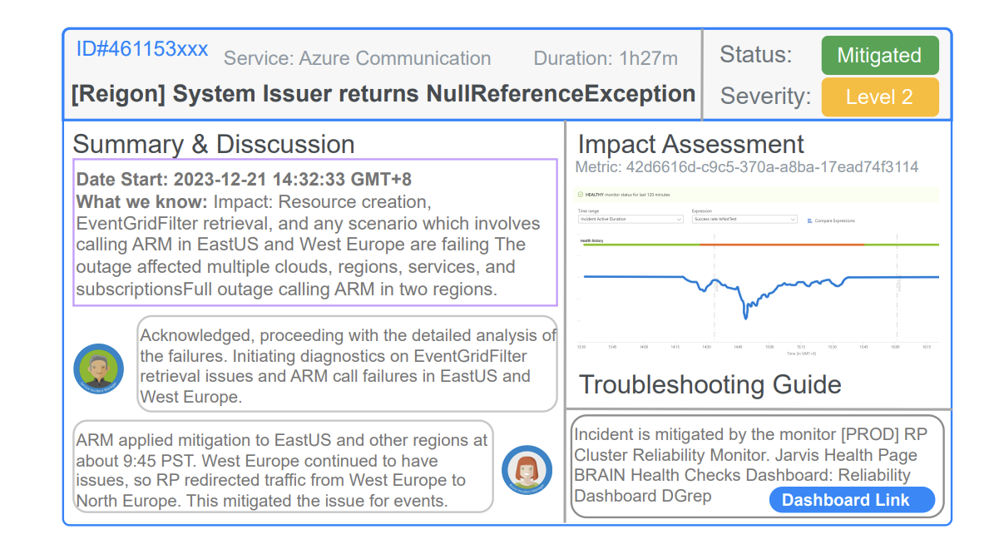 ID#461153xxx
Service: Azure Communication
Duration: 1h27m
[Reigon] System Issuer returns NullReferenceException
Status:
Mitigated
Severity:
Level 2
Summary & Disscussion
Date Start: 2023-12-21 14:32:33 GMT+8
What we know: Impact: Resource creation,
EventGridFilter retrieval, and any scenario which involves
calling ARM in EastUS and West Europe are failing The
outage affected multiple clouds, regions, services, and
subscriptionsFull outage calling ARM in two regions.
Acknowledged, proceeding with the detailed analysis of
the failures. Initiating diagnostics on EventGridFilter
retrieval issues and ARM call failures in EastUS and
West Europe.
ARM applied mitigation to EastUS and other regions at
about 9:45 PST. West Europe continued to have
issues, so RP redirected traffic from West Europe to
North Europe. This mitigated the issue for events.
Impact Assessment
Metric: 42d6616d-c9c5-370a-a8ba-17ead74f3114
HEALTHY monitor status for last 120 minutes
Time range
Expression
Incident Active Duration
Success rate-IsNotTest
Compare Expressions
Health history
13:30 13:45 14:00 14:15 14:30 14:45 15:00 15:15 15:30 15:45 16:00 16:15
Time (in GMT+8)
Troubleshooting Guide
Incident is mitigated by the monitor [PROD] RP
Cluster Reliability Monitor. Jarvis Health Page
BRAIN Health Checks Dashboard: Reliability
Dashboard DGrep
Dashboard Link